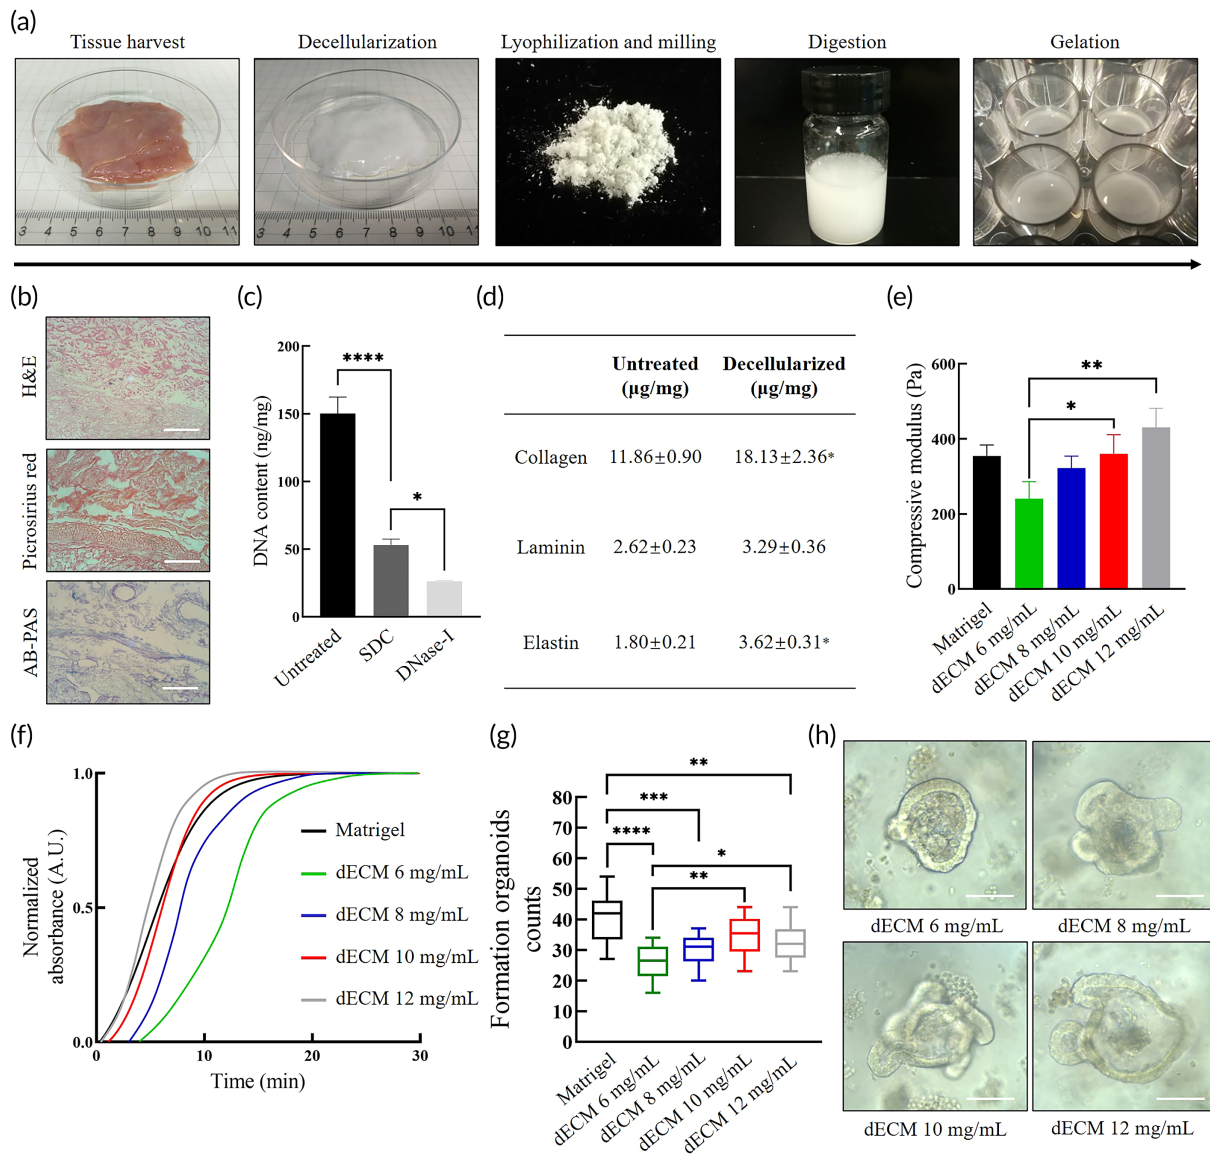 (a)
Tissue harvest
Decellularization
Lyophilization and milling
Digestion
Gelation
3 4 5 6 7 8 9 10 11
3 4 5 6 7 8 9 10 11
(b)
H&E
Picrosirius red
AB-PAS
(c)
DNA content (ng/mg)
200
150
100
50
0
****
*
Untreated
SDC
DNase-I
(d)
Untreated Decellularized
(µg/mg) (µg/mg)
Collagen 11.86±0.90 18.13±2.36*
Laminin 2.62±0.23 3.29±0.36
Elastin 1.80±0.21 3.62±0.31*
(e)
Compressive modulus (Pa)
600
400
200
0
**
*
Matrigel
dECM 6 mg/mL
dECM 8 mg/mL
dECM 10 mg/mL
dECM 12 mg/mL
(f)
Normalized
absorbance (A.U.)
1.0
0.5
0.0
0 10 20 30
Time (min)
Matrigel
dECM 6 mg/mL
dECM 8 mg/mL
dECM 10 mg/mL
dECM 12 mg/mL
(g)
Formation organoids
counts
80
70
60
50
40
30
20
10
0
**
***
****
*
**
Matrigel
dECM 6 mg/mL
dECM 8 mg/mL
dECM 10 mg/mL
dECM 12 mg/mL
(h)
dECM 6 mg/mL
dECM 8 mg/mL
dECM 10 mg/mL
dECM 12 mg/mL